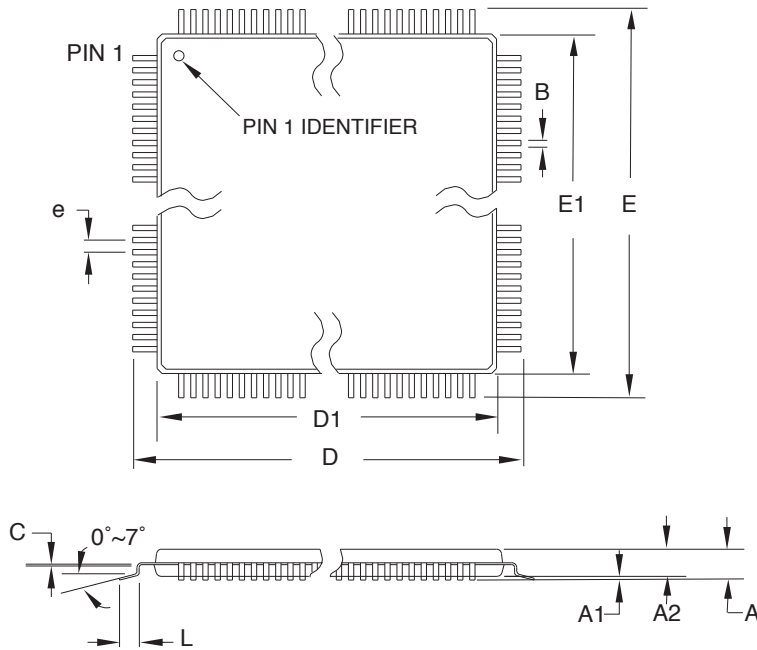 PIN 1
PIN 1 IDENTIFIER
B
e
E1
E
D1
D
C
0°~7°
L
A1
A2
A